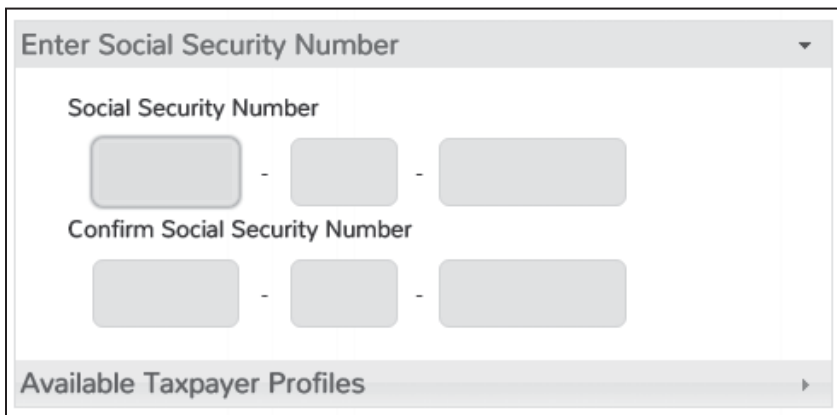 Enter Social Security Number
Social Security Number
- -
Confirm Social Security Number
- -
Available Taxpayer Profiles